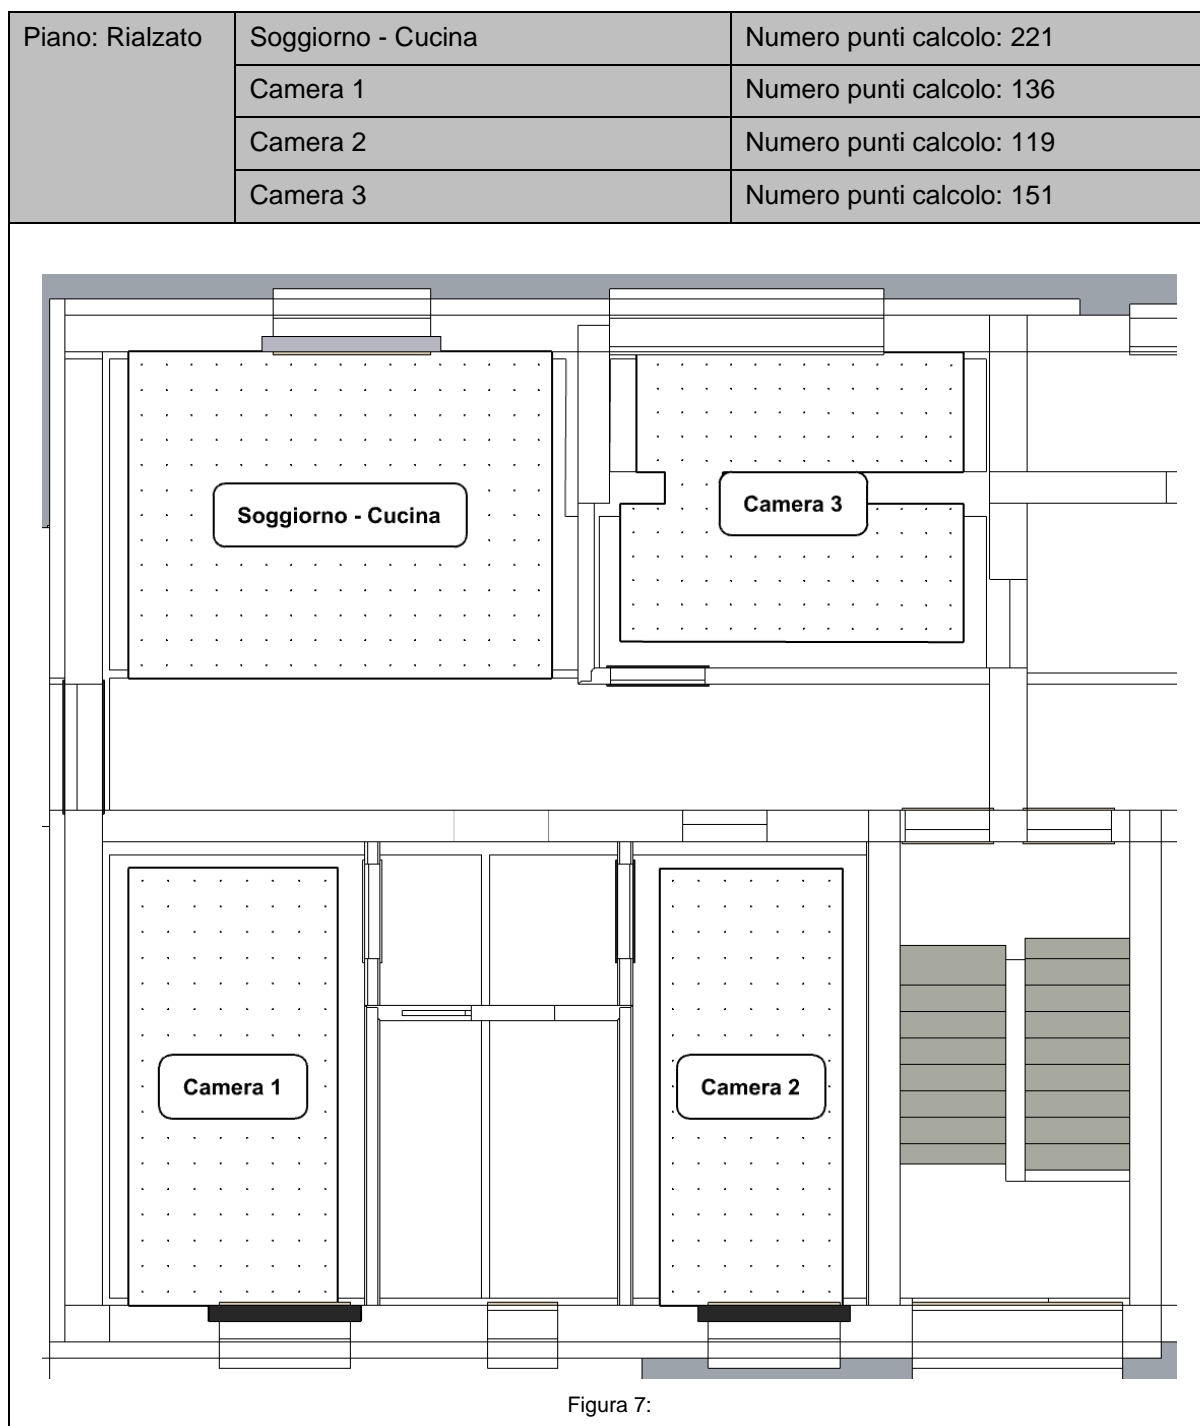 Piano: Rialzato
Soggiorno - Cucina
Numero punti calcolo: 221
Camera 1
Numero punti calcolo: 136
Camera 2
Numero punti calcolo: 119
Camera 3
Numero punti calcolo: 151
Soggiorno - Cucina
Camera 3
Camera 1
Camera 2
Figura 7: